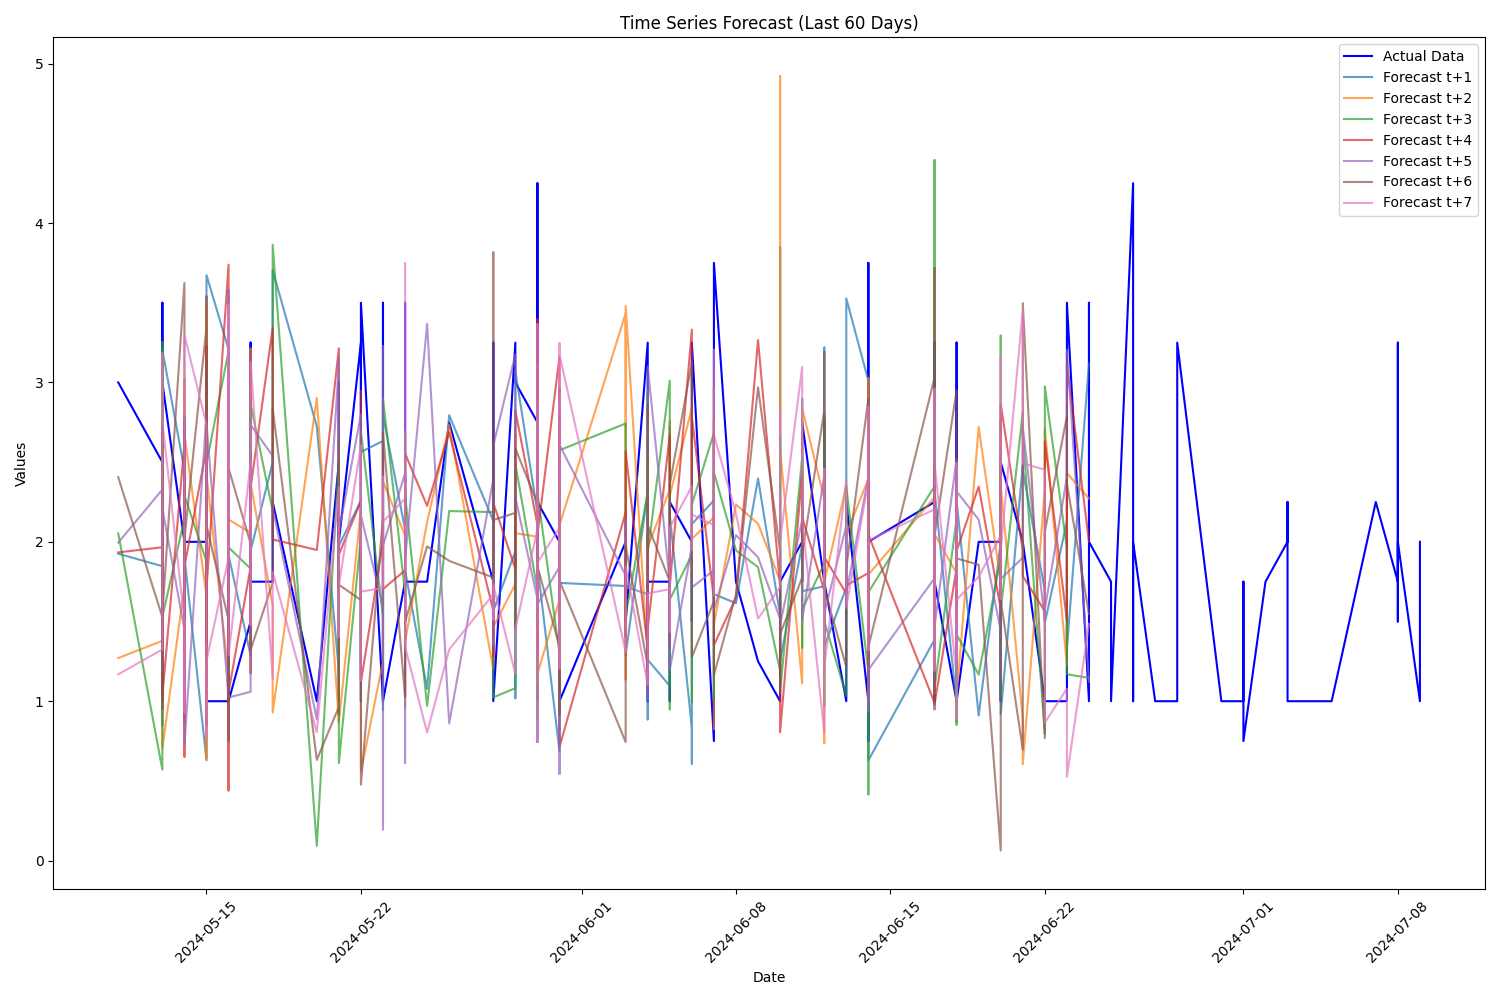 Time Series Forecast (Last 60 Days)
Actual Data
Forecast t+1
Forecast t+2
Forecast t+3
Forecast t+4
Forecast t+5
Forecast t+6
Forecast t+7
5
4
3
2
1
0
Values
2024-05-15
2024-05-22
2024-06-01
2024-06-08
2024-06-15
2024-06-22
2024-07-01
2024-07-08
Date